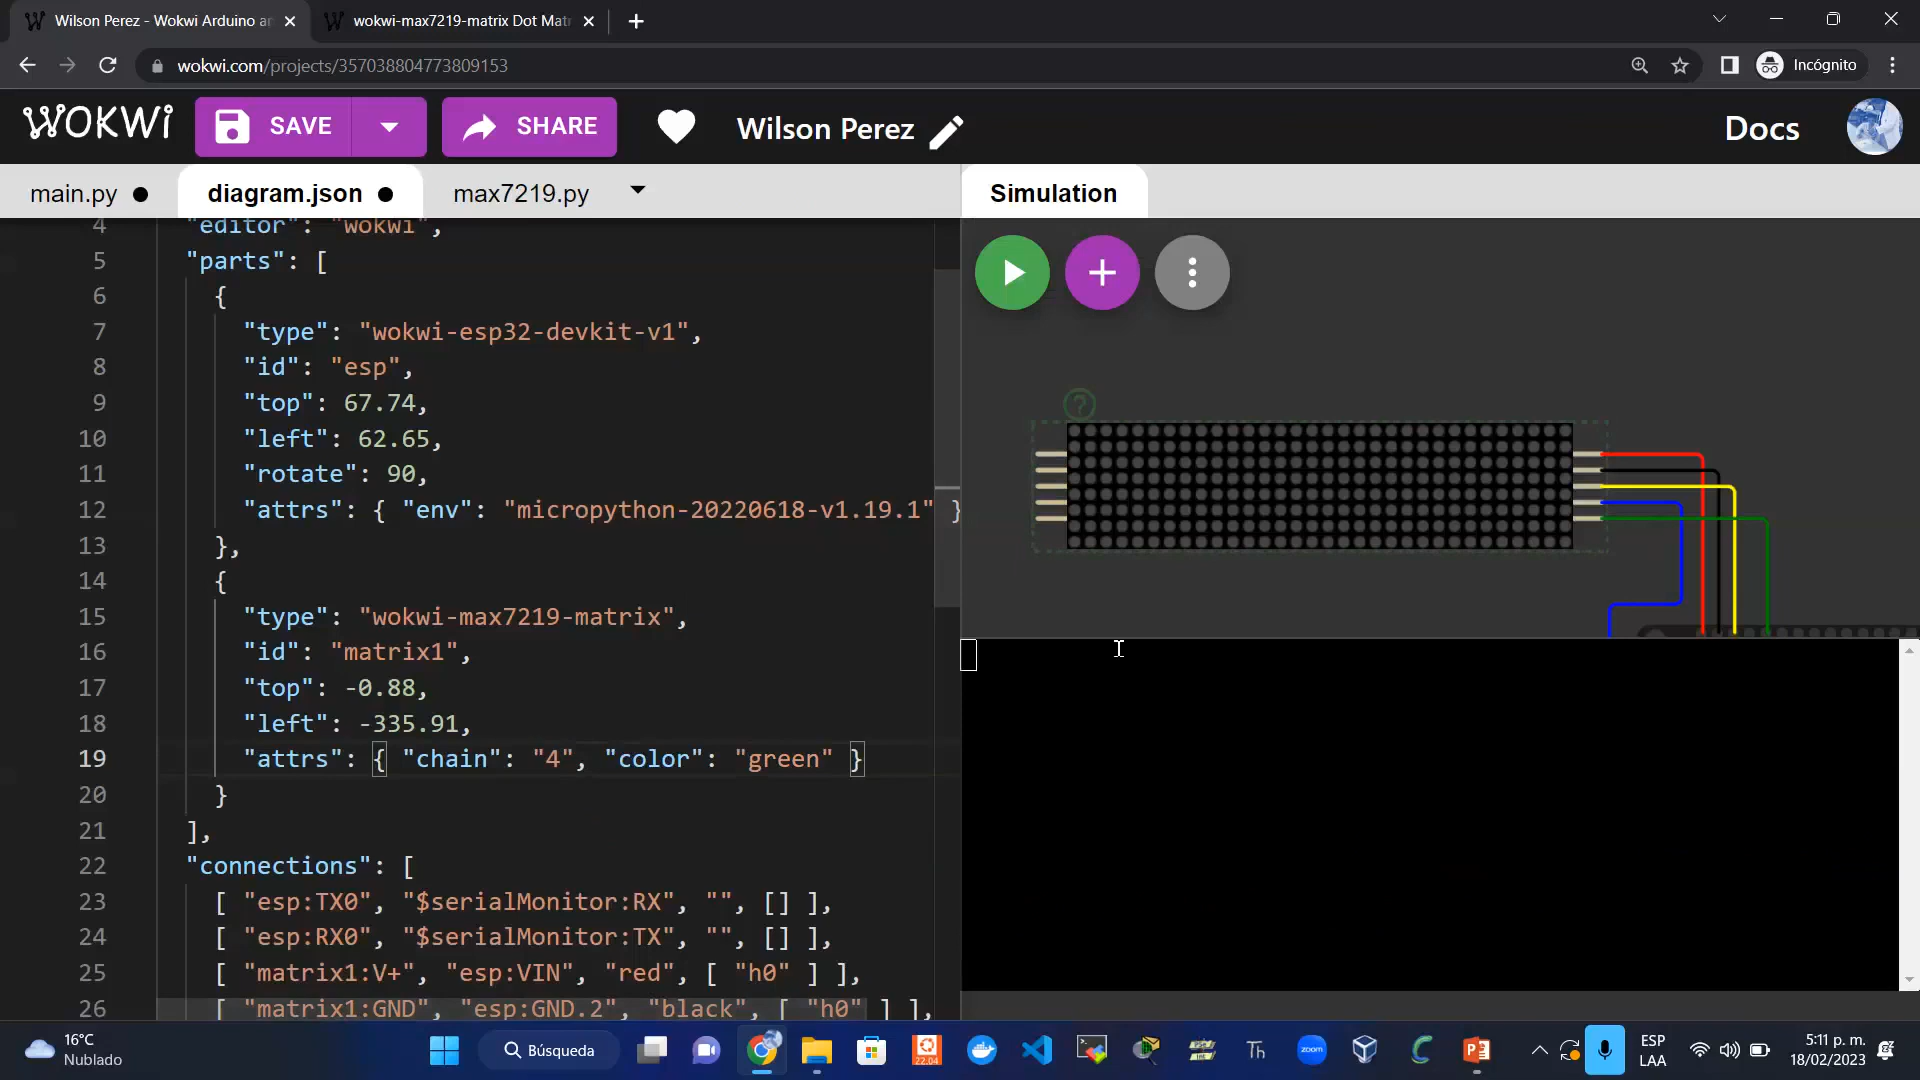 Wilson Perez - Wokwi Arduino an
wokwi-max7219-matrix Dot Mat
wokwi.com/projects/357038804773809153
Incógnito
WOKWi
SAVE
SHARE
Wilson Perez
Docs
main.py
diagram.json
max7219.py
Simulation
4 "editor": "wokwi",
5 "parts": [
6 {
7 "type": "wokwi-esp32-devkit-v1",
8 "id": "esp",
9 "top": 67.74,
10 "left": 62.65,
11 "rotate": 90,
12 "attrs": { "env": "micropython-20220618-v1.19.1" }
13 },
14 {
15 "type": "wokwi-max7219-matrix",
16 "id": "matrix1",
17 "top": -0.88,
18 "left": -335.91,
19 "attrs": { "chain": "4", "color": "green" }
20 }
21 ],
22 "connections": [
23 [ "esp:TX0", "$serialMonitor:RX", "", [] ],
24 [ "esp:RX0", "$serialMonitor:TX", "", [] ],
25 [ "matrix1:V+", "esp:VIN", "red", [ "h0" ] ],
26 [ "matrix1:GND", "esp:GND.2", "black", [ "h0" ] ],
?
16°C
Nublado
Búsqueda
22.04
Th
zoom
ESP
LAA
5:11 p. m.
18/02/2023